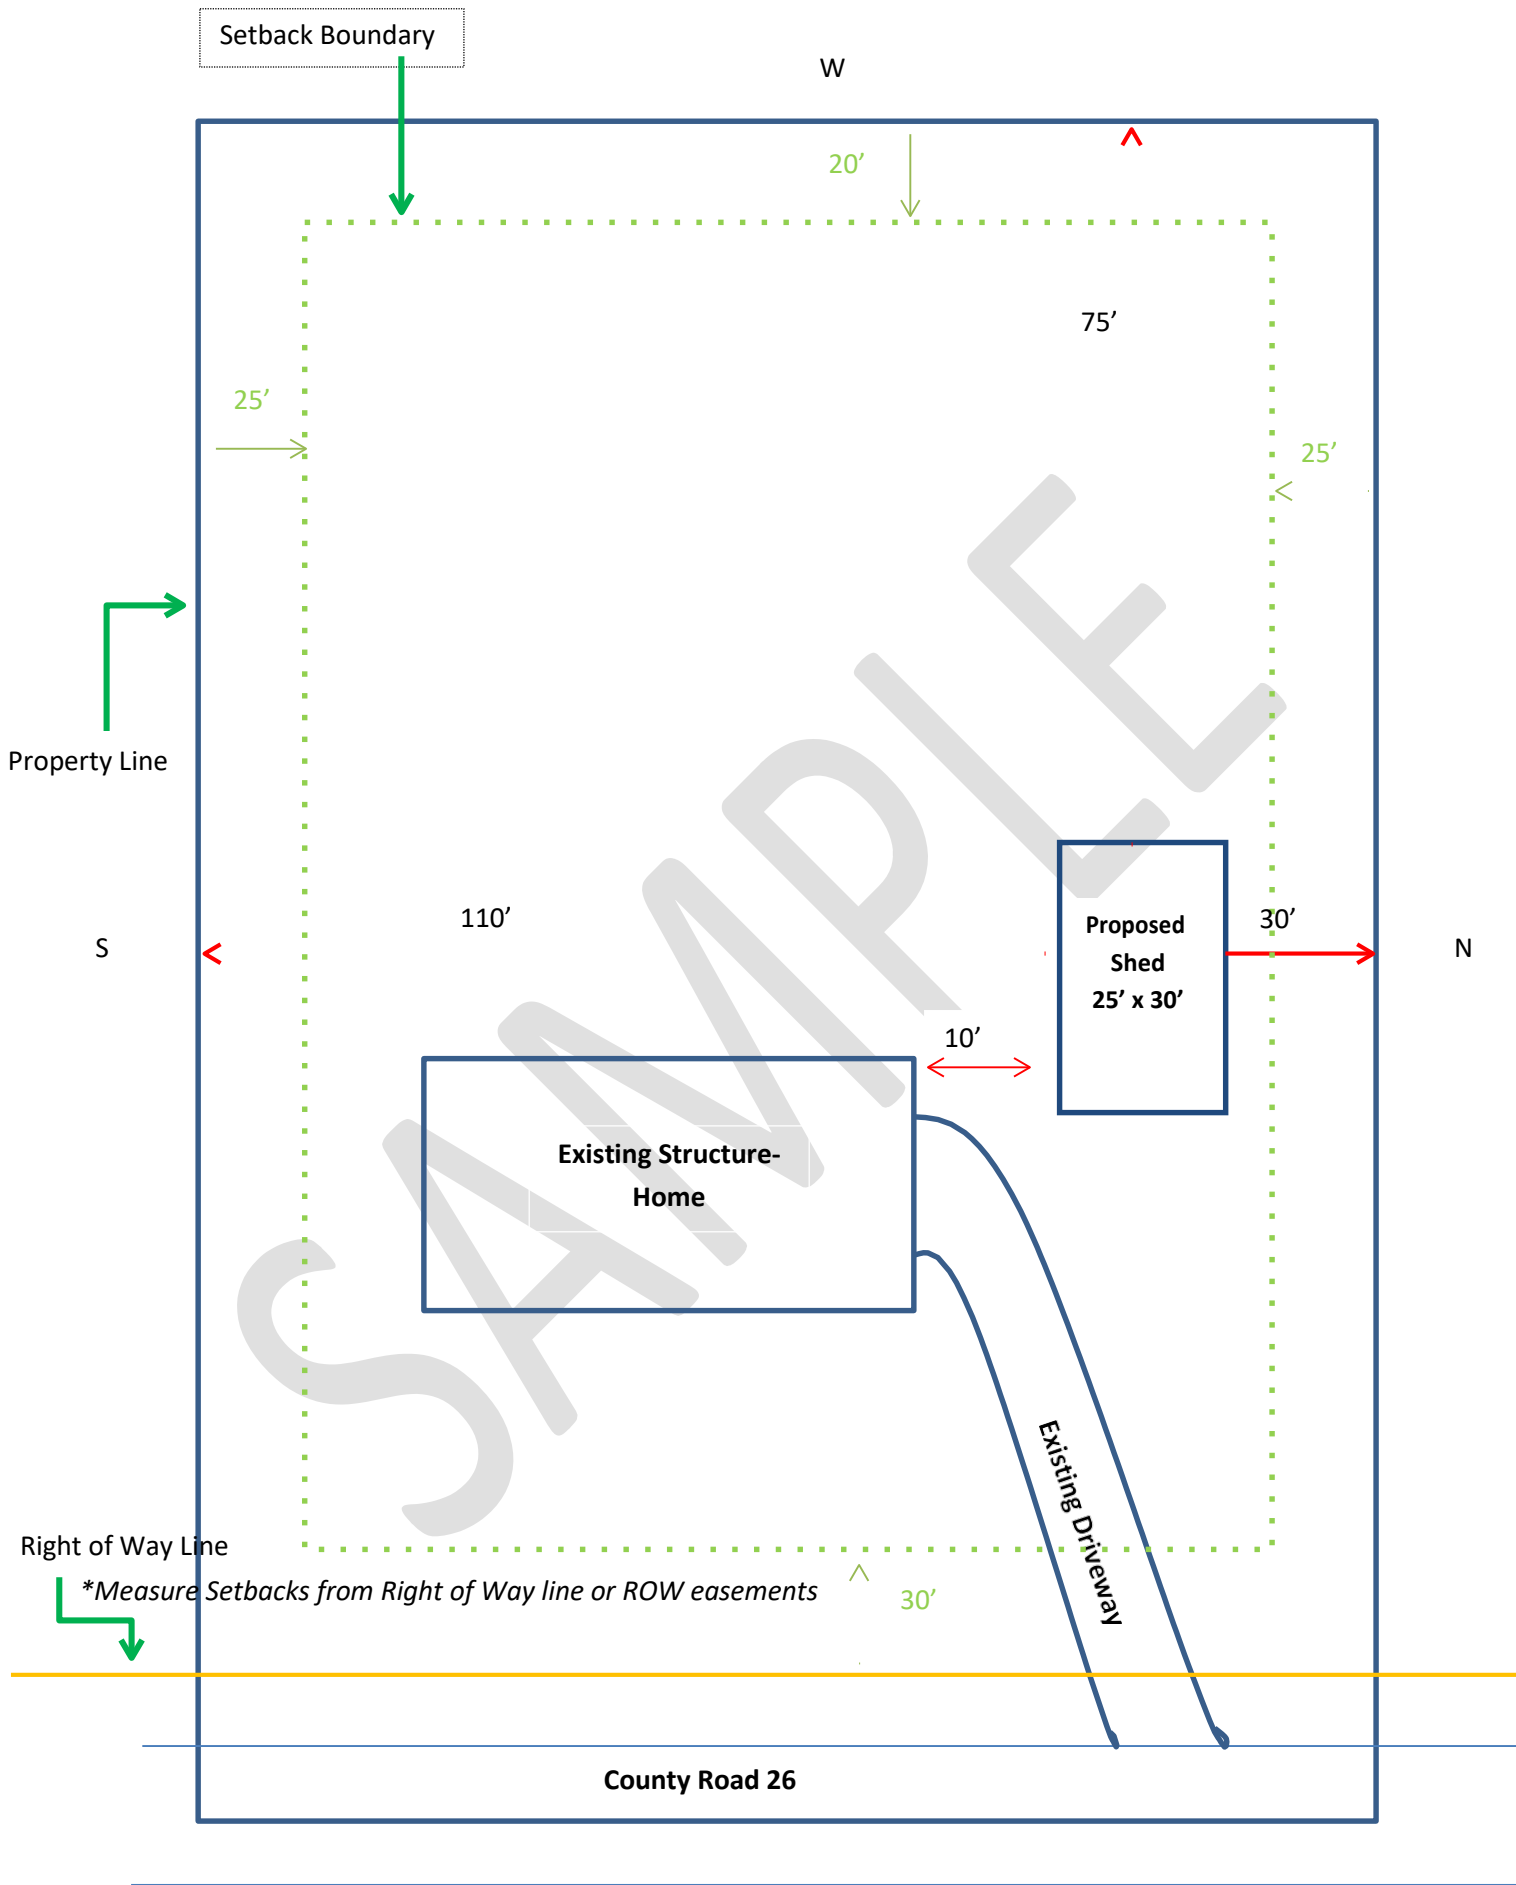 Setback Boundary
W
20’
75’
25’
25’
Property Line
110’
Proposed
Shed
25’ x 30’
30’
S
N
10’
Existing Structure-
Home
Existing Driveway
Right of Way Line
*Measure Setbacks from Right of Way line or ROW easements
30’
County Road 26
SAMPLE